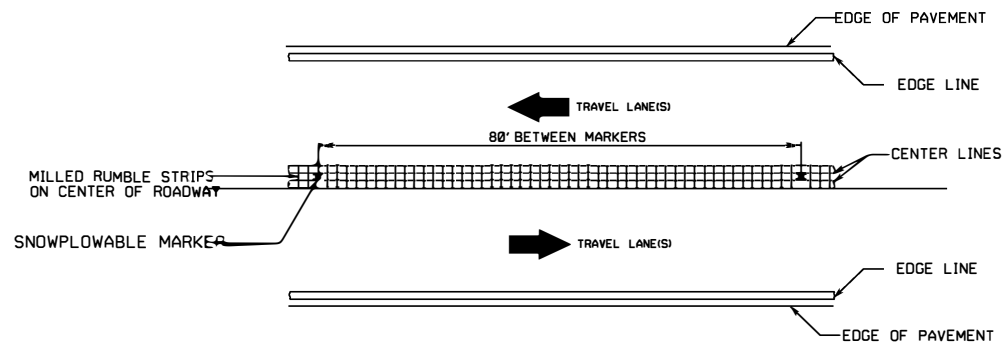 EDGE OF PAVEMENT
EDGE LINE
TRAVEL LANE(S)
80' BETWEEN MARKERS
CENTER LINES
MILLED RUMBLE STRIPS
ON CENTER OF ROADWAY
SNOWPLOWABLE MARKER
TRAVEL LANE(S)
EDGE LINE
EDGE OF PAVEMENT